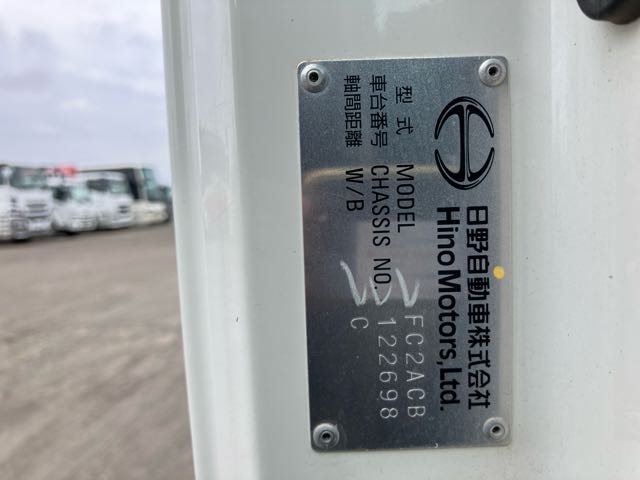 日野自動車株式会社
Hino Motors, Ltd.
型式 MODEL FC2ACB
車台番号 CHASSIS NO. 122698
軸間距離 W/B C